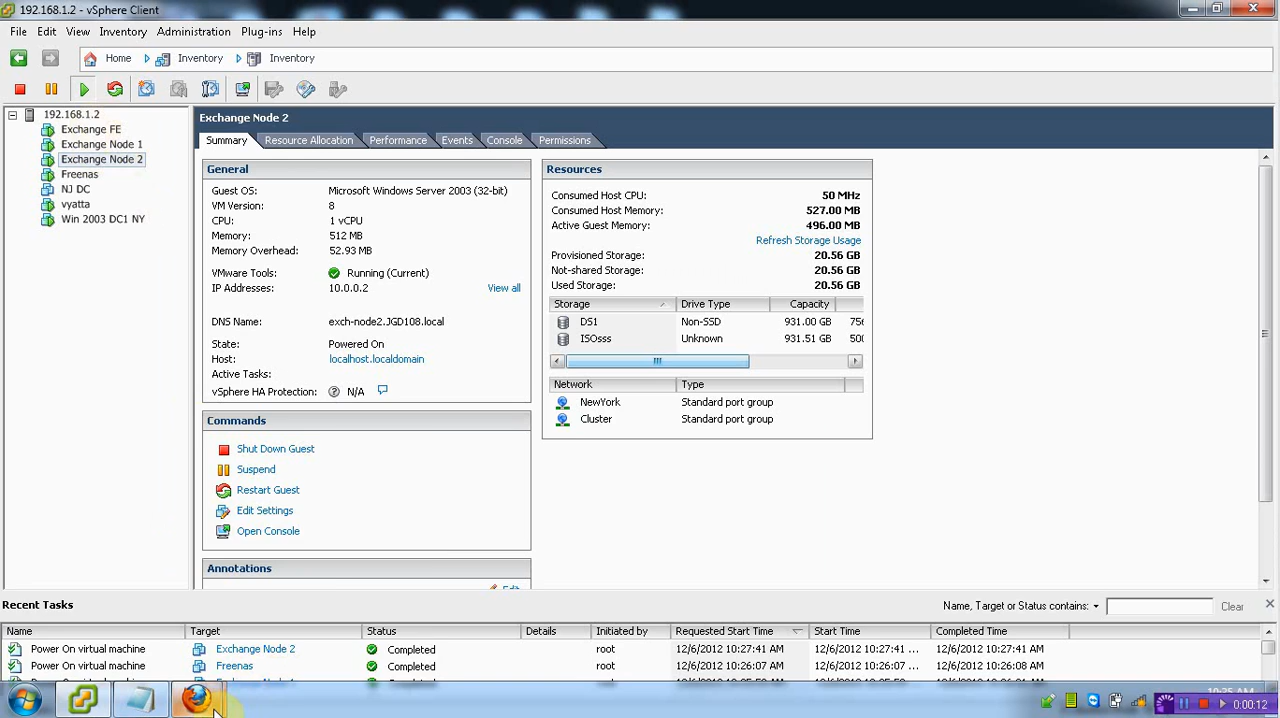 192.168.1.2 - vSphere Client
File Edit View Inventory Administration Plug-ins Help
Home Inventory Inventory
192.168.1.2
Exchange FE
Exchange Node 1
Exchange Node 2
Freenas
NJ DC
vyatta
Win 2003 DC1 NY
Exchange Node 2
Summary Resource Allocation Performance Events Console Permissions
General
Guest OS: Microsoft Windows Server 2003 (32-bit)
VM Version: 8
CPU: 1 vCPU
Memory: 512 MB
Memory Overhead: 52.93 MB
VMware Tools: Running (Current)
IP Addresses: 10.0.0.2 View all
DNS Name: exch-node2.JGD108.local
State: Powered On
Host: localhost.localdomain
Active Tasks:
vSphere HA Protection: N/A
Commands
Shut Down Guest
Suspend
Restart Guest
Edit Settings
Open Console
Annotations
Edit
Resources
Consumed Host CPU: 50 MHz
Consumed Host Memory: 527.00 MB
Active Guest Memory: 496.00 MB
Refresh Storage Usage
Provisioned Storage: 20.56 GB
Not-shared Storage: 20.56 GB
Used Storage: 20.56 GB
Storage Drive Type Capacity
DS1 Non-SSD 931.00 GB 756
ISOsss Unknown 931.51 GB 500
Network Type
NewYork Standard port group
Cluster Standard port group
Recent Tasks Name, Target or Status contains: Clear
Name Target Status Details Initiated by Requested Start Time Start Time Completed Time
Power On virtual machine Exchange Node 2 Completed root 12/6/2012 10:27:41 AM 12/6/2012 10:27:41 ... 12/6/2012 10:27:41 AM
Power On virtual machine Freenas Completed root 12/6/2012 10:26:07 AM 12/6/2012 10:26:07 ... 12/6/2012 10:26:08 AM
0:00:12